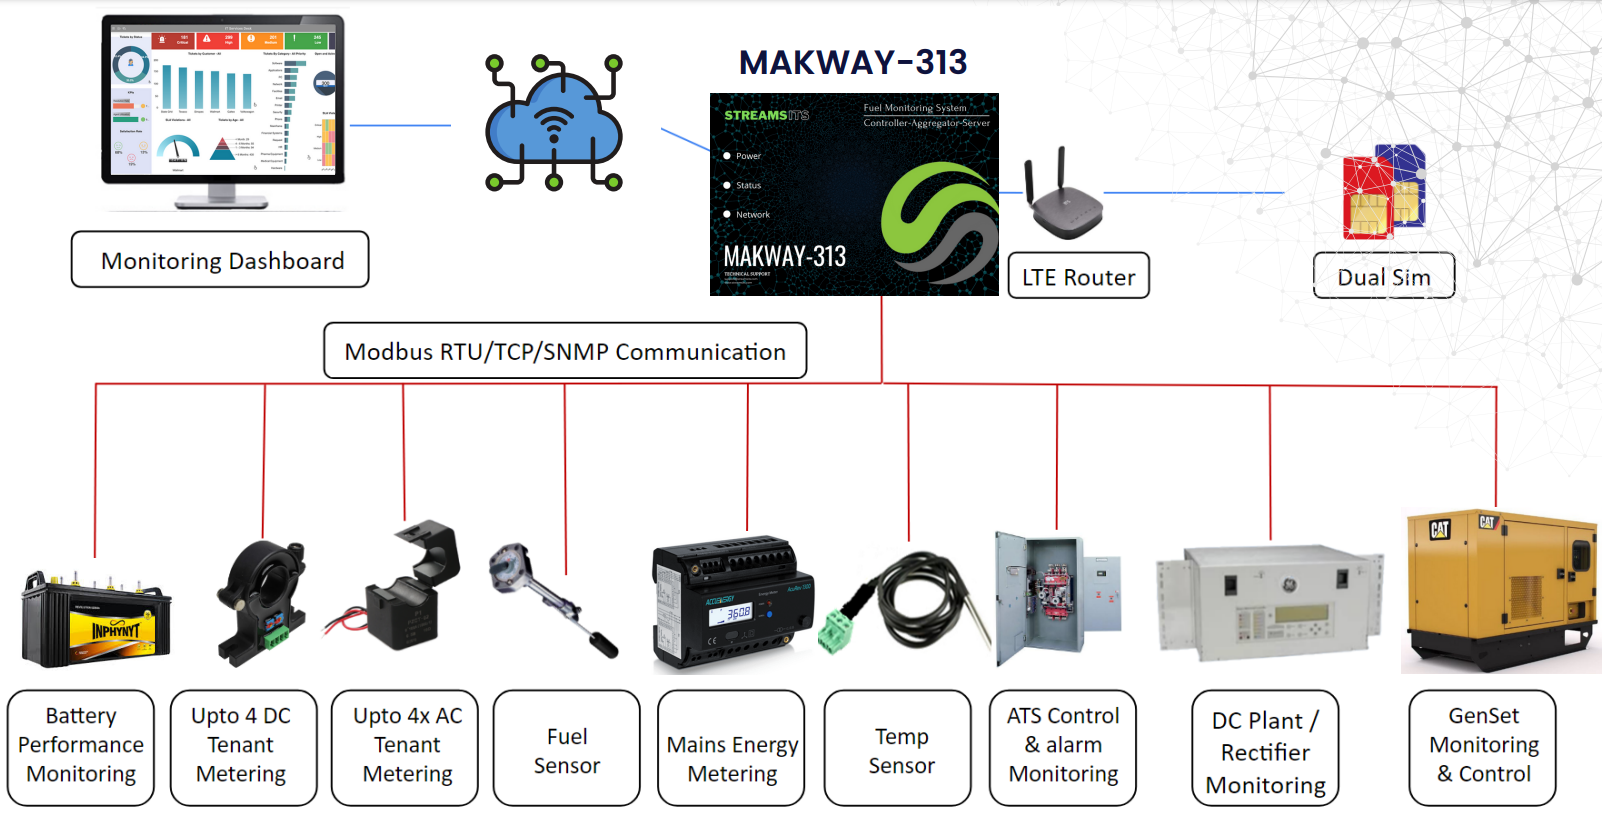 MAKWAY-313
STREAMSITS
Fuel Monitoring System
Controller-Aggregator-Server
Power
Status
Network
MAKWAY-313
TECHNICAL SUPPORT
Monitoring Dashboard
LTE Router
Dual Sim
Modbus RTU/TCP/SNMP Communication
INPHYNYT
ACCUENERGY
3608
CE
CAT
CAT
Battery
Performance
Monitoring
Upto 4 DC
Tenant
Metering
Upto 4x AC
Tenant
Metering
Fuel
Sensor
Mains Energy
Metering
Temp
Sensor
ATS Control
& alarm
Monitoring
DC Plant /
Rectifier
Monitoring
GenSet
Monitoring
& Control